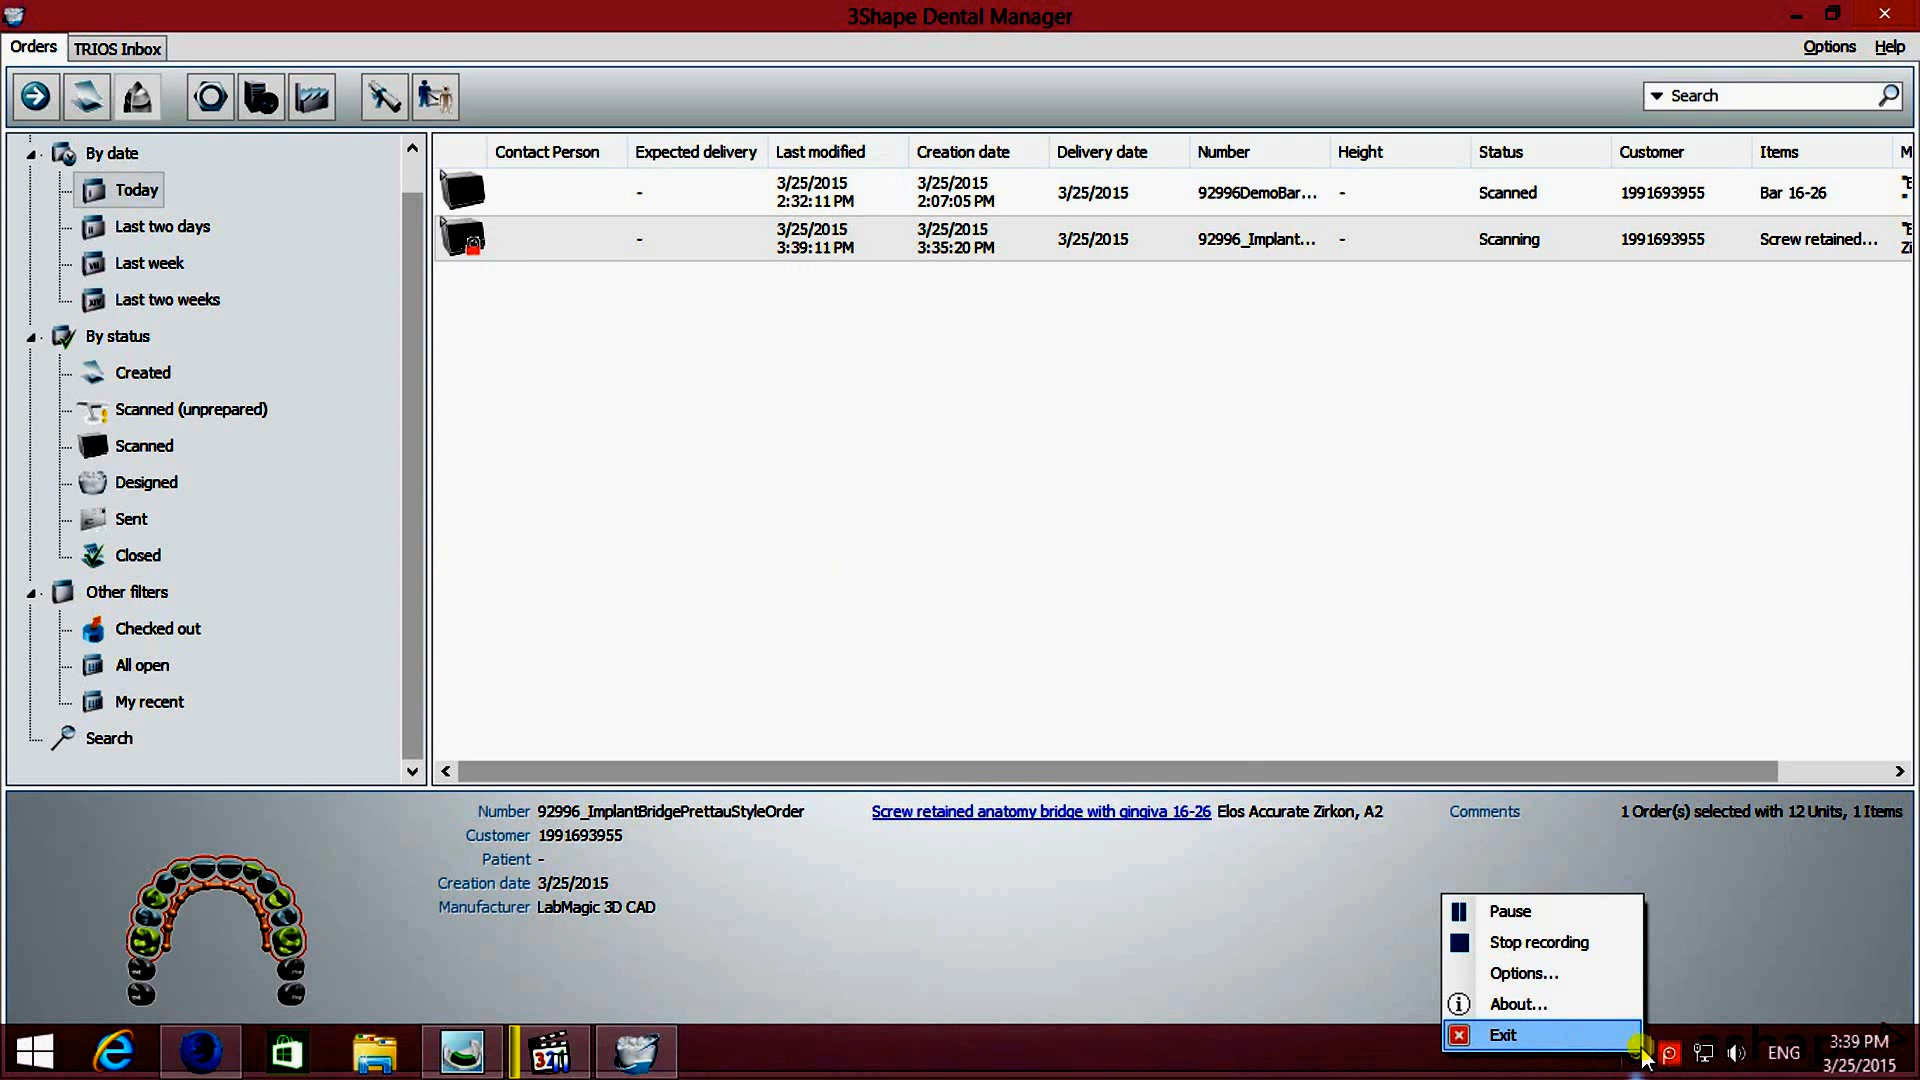 3Shape Dental Manager
Orders
TRIOS Inbox
Options
Help
Search
By date
Today
Last two days
Last week
Last two weeks
By status
Created
Scanned (unprepared)
Scanned
Designed
Sent
Closed
Other filters
Checked out
All open
My recent
Search
Contact Person Expected delivery Last modified Creation date Delivery date Number Height Status Customer Items M
- 3/25/2015 2:32:11 PM 3/25/2015 2:07:05 PM 3/25/2015 92996DemoBar... - Scanned 1991693955 Bar 16-26
- 3/25/2015 3:39:11 PM 3/25/2015 3:35:20 PM 3/25/2015 92996_Implant... - Scanning 1991693955 Screw retained...
Number 92996_ImplantBridgePrettauStyleOrder
Customer 1991693955
Patient -
Creation date 3/25/2015
Manufacturer LabMagic 3D CAD
Screw retained anatomy bridge with gingiva 16-26 Elos Accurate Zirkon, A2
Comments
1 Order(s) selected with 12 Units, 1 Items
Pause
Stop recording
Options...
About...
Exit
ENG
3:39 PM
3/25/2015